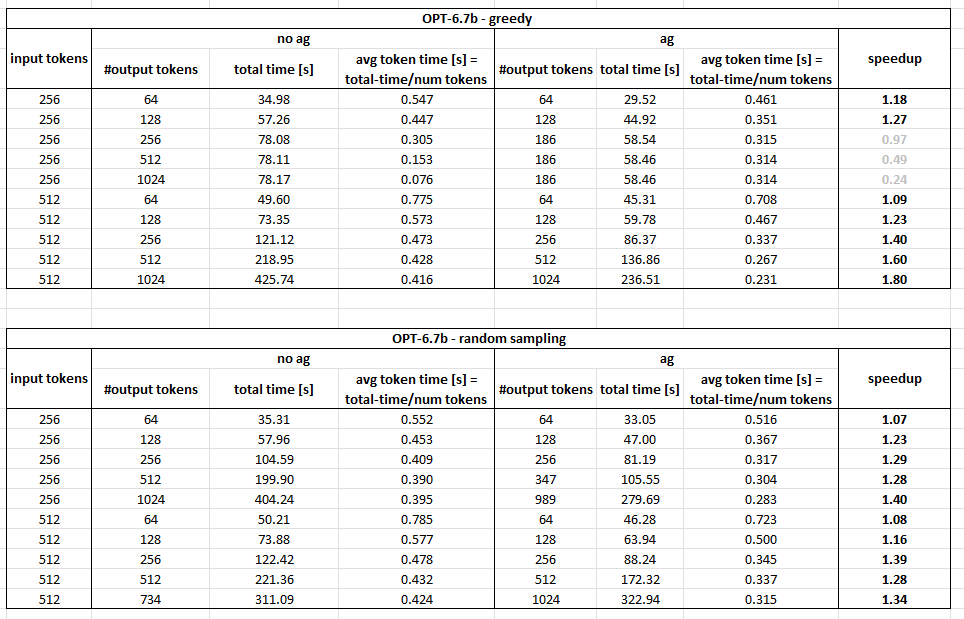 OPT-6.7b - greedy
input tokens no ag ag speedup
#output tokens total time [s] avg token time [s] = total-time/num tokens #output tokens total time [s] avg token time [s] = total-time/num tokens
256 64 34.98 0.547 64 29.52 0.461 1.18
256 128 57.26 0.447 128 44.92 0.351 1.27
256 256 78.08 0.305 186 58.54 0.315 0.97
256 512 78.11 0.153 186 58.46 0.314 0.49
256 1024 78.17 0.076 186 58.46 0.314 0.24
512 64 49.60 0.775 64 45.31 0.708 1.09
512 128 73.35 0.573 128 59.78 0.467 1.23
512 256 121.12 0.473 256 86.37 0.337 1.40
512 512 218.95 0.428 512 136.86 0.267 1.60
512 1024 425.74 0.416 1024 236.51 0.231 1.80
OPT-6.7b - random sampling
input tokens no ag ag speedup
#output tokens total time [s] avg token time [s] = total-time/num tokens #output tokens total time [s] avg token time [s] = total-time/num tokens
256 64 35.31 0.552 64 33.05 0.516 1.07
256 128 57.96 0.453 128 47.00 0.367 1.23
256 256 104.59 0.409 256 81.19 0.317 1.29
256 512 199.90 0.390 347 105.55 0.304 1.28
256 1024 404.24 0.395 989 279.69 0.283 1.40
512 64 50.21 0.785 64 46.28 0.723 1.08
512 128 73.88 0.577 128 63.94 0.500 1.16
512 256 122.42 0.478 256 88.24 0.345 1.39
512 512 221.36 0.432 512 172.32 0.337 1.28
512 734 311.09 0.424 1024 322.94 0.315 1.34